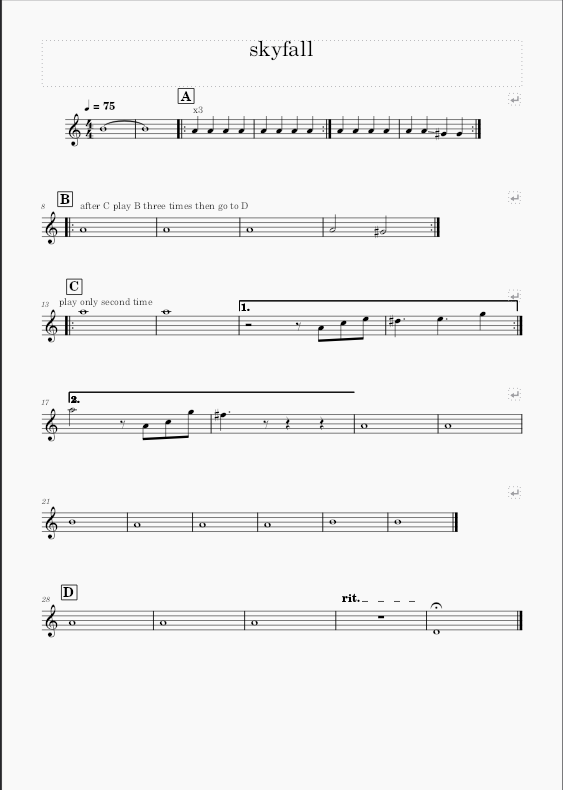 skyfall
♩ = 75
A
x3
8
B
after C play B three times then go to D
13
C
play only second time
1.
17
2.
21
28
D
rit.